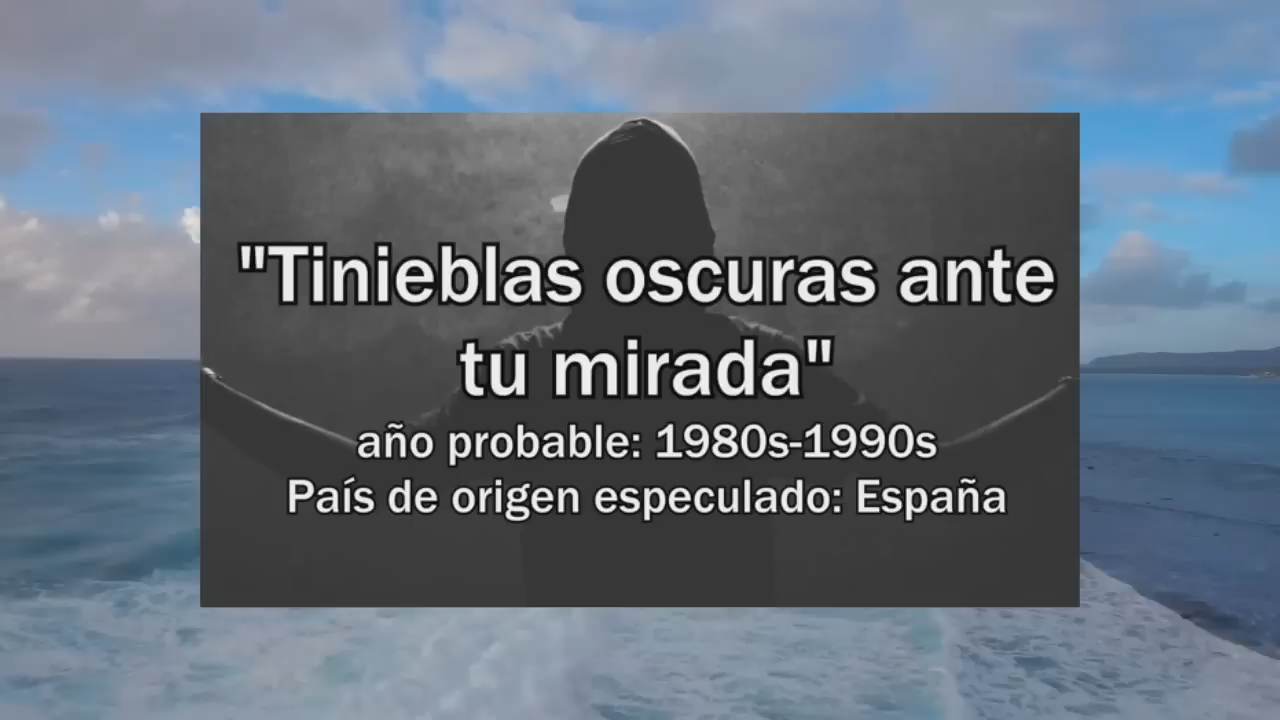 "Tinieblas oscuras ante
tu mirada"
año probable: 1980s-1990s
País de origen especulado: España